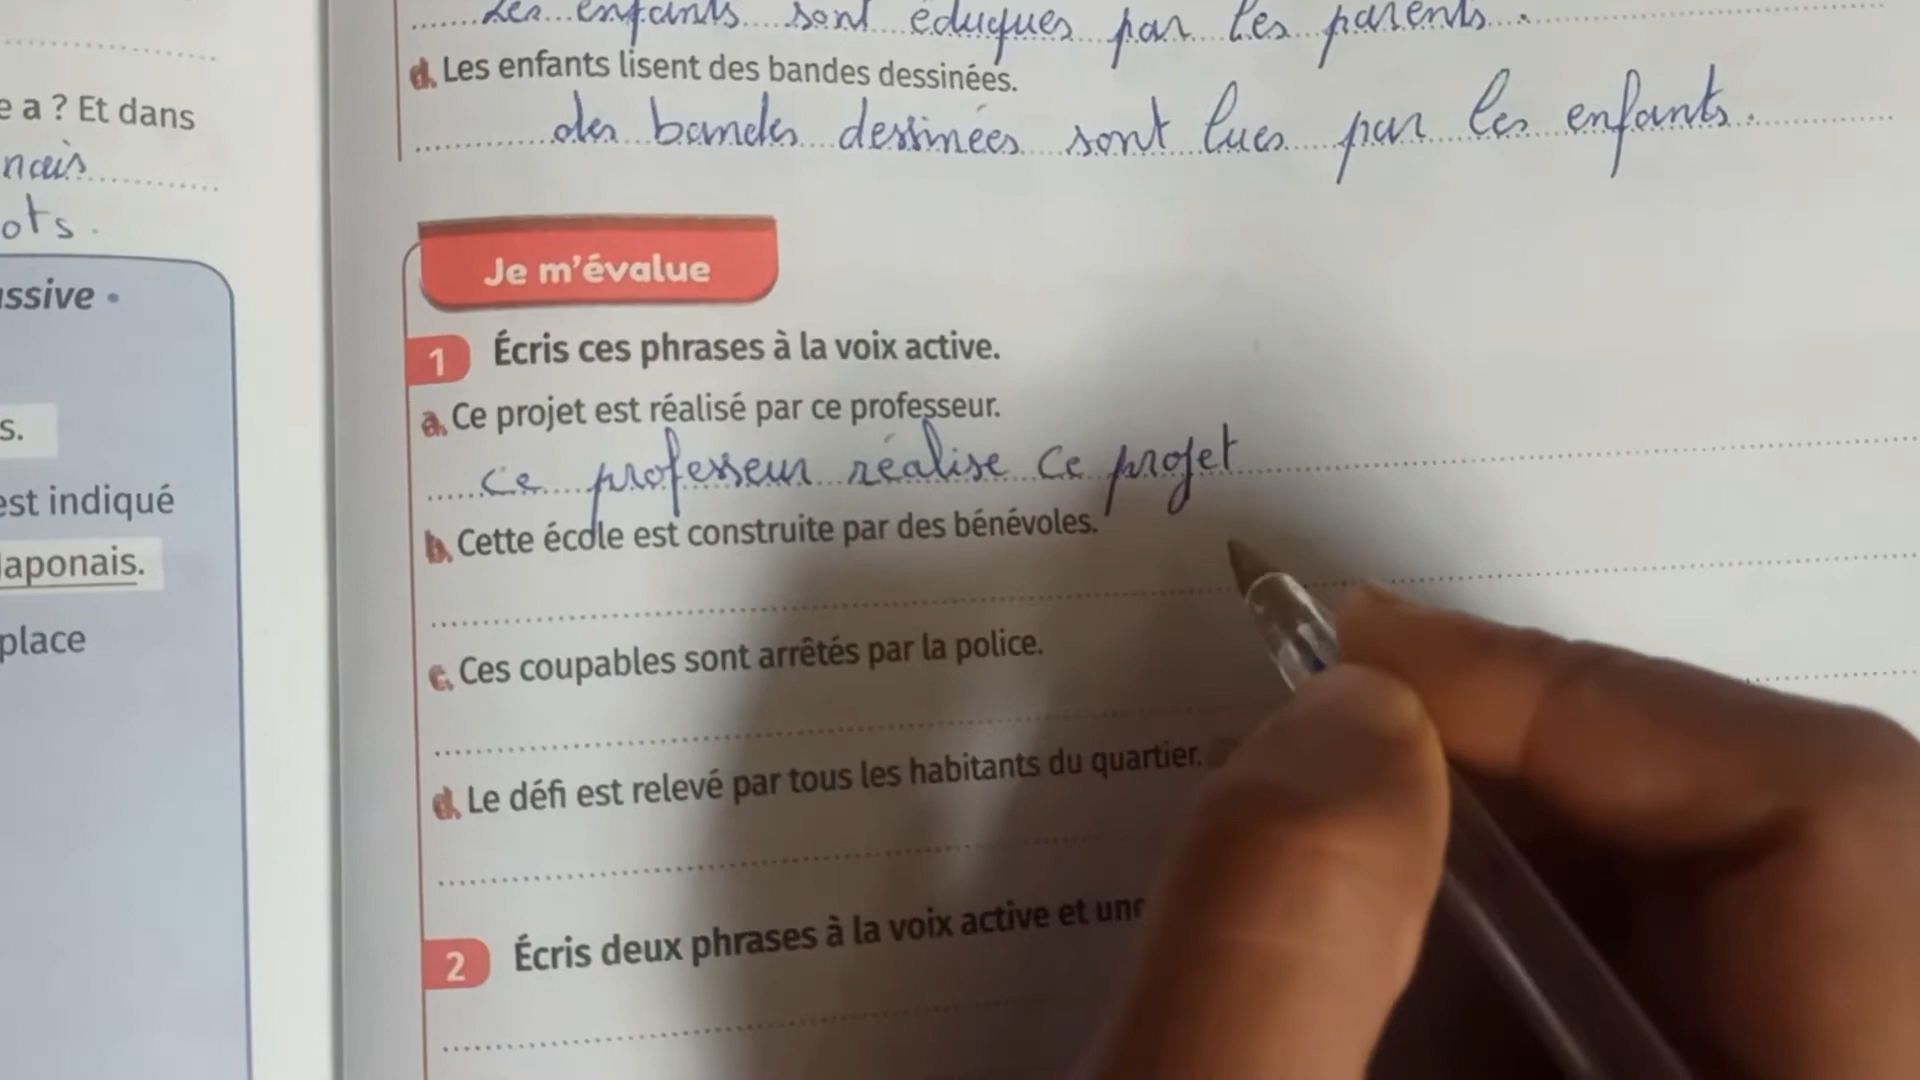 Les enfants sont éduqués par les parents.
d. Les enfants lisent des bandes dessinées.
des bandes dessinées sont lues par les enfants.
e a ? Et dans
nais
ots.
ssive •
s.
est indiqué
Japonais.
place
Je m'évalue
1 Écris ces phrases à la voix active.
a. Ce projet est réalisé par ce professeur.
ce professeur réalise ce projet
b. Cette école est construite par des bénévoles.
c. Ces coupables sont arrêtés par la police.
d. Le défi est relevé par tous les habitants du quartier.
2 Écris deux phrases à la voix active et une